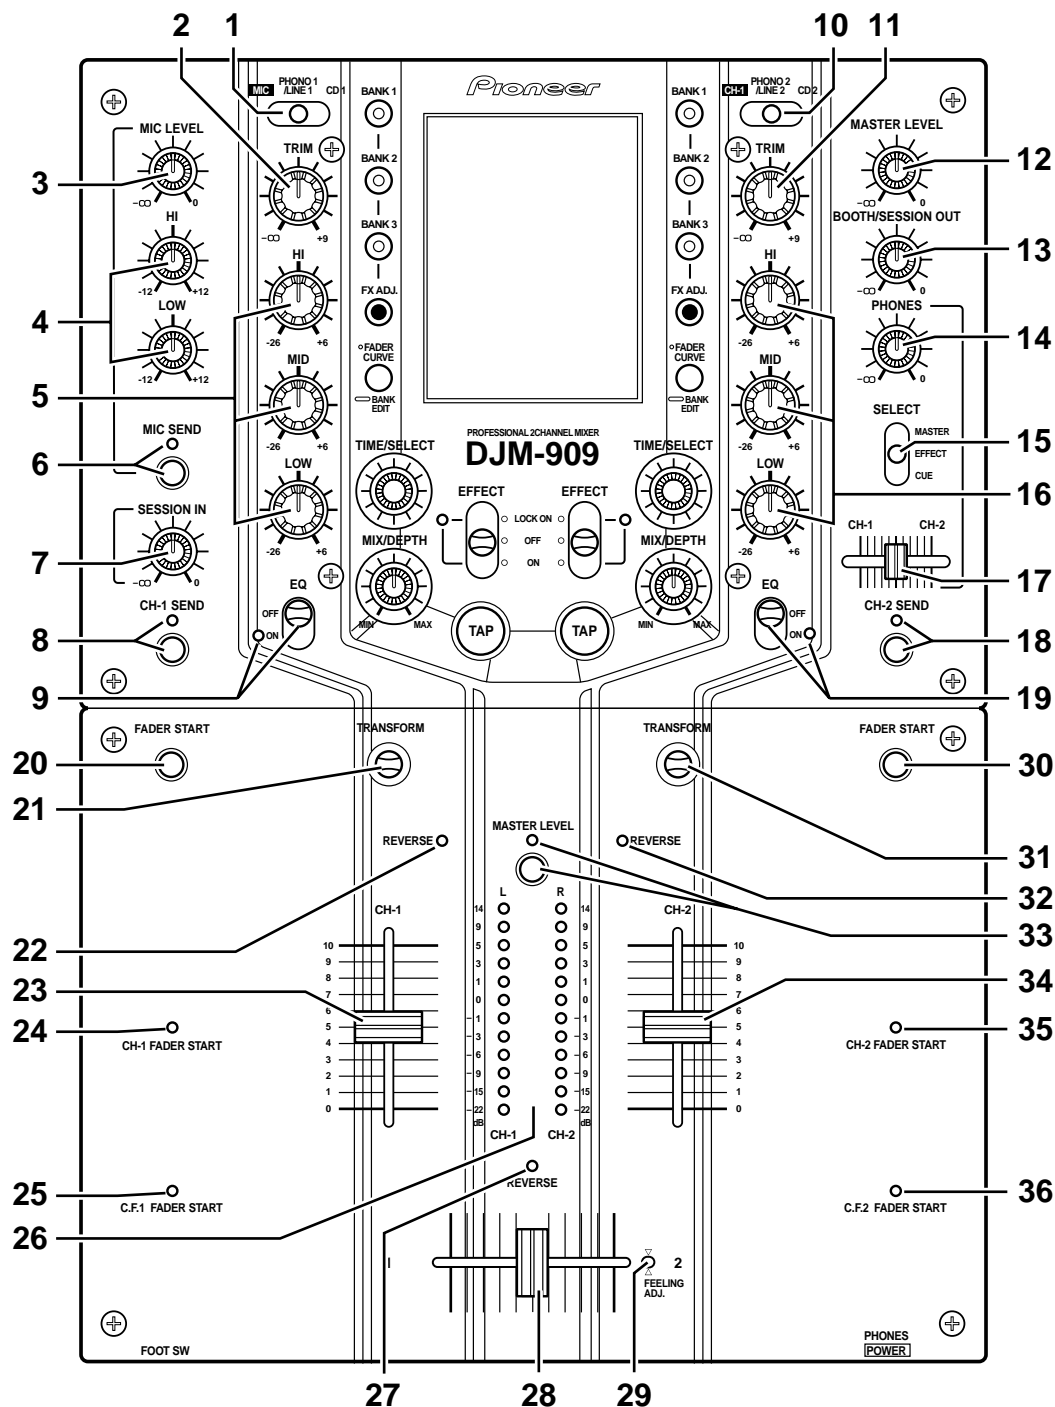 2 1 10 11
Pioneer
MIC PHONO 1 /LINE 1 CD 1
CH-1 PHONO 2 /LINE 2 CD 2
BANK 1 BANK 1
MIC LEVEL TRIM TRIM MASTER LEVEL
3 12
−∞ 0 −∞ 0
BANK 2 BANK 2
HI BOOTH/SESSION OUT
BANK 3 BANK 3
−∞ +9 −∞ +9
HI HI
13
-12 +12 −∞ 0
FX ADJ. FX ADJ.
LOW PHONES
4 14
-26 +6 -26 +6
FADER CURVE FADER CURVE
MID MID
-12 +12 −∞ 0
5
BANK EDIT BANK EDIT
SELECT
MIC SEND
PROFESSIONAL 2CHANNEL MIXER
DJM-909
MASTER
EFFECT
CUE
15
-26 +6 -26 +6
TIME/SELECT TIME/SELECT
6
LOW LOW
EFFECT EFFECT
16
SESSION IN
LOCK ON
OFF
ON
CH-1 CH-2
7
-26 +6 -26 +6
MIX/DEPTH MIX/DEPTH
−∞ 0
17
EQ EQ
CH-1 SEND CH-2 SEND
OFF OFF
ON ON
MIN MAX MIN MAX
TAP TAP
8 18
9 19
FADER START TRANSFORM TRANSFORM FADER START
20 30
21
REVERSE MASTER LEVEL REVERSE
31
L R
32
CH-1 CH-2
22 33
14 14
9 9
5 5
3 3
1 1
0 0
−1 −1
−3 −3
−6 −6
−9 −9
−15 −15
−22 −22
dB dB
10 10
9 9
8 8
7 7
6 6
5 5
4 4
3 3
2 2
1 1
0 0
23 34
24 35
CH-1 FADER START CH-2 FADER START
CH-1 CH-2
REVERSE
25 36
C.F.1 FADER START C.F.2 FADER START
26
1 2
FEELING
ADJ.
FOOT SW
PHONES
POWER
27 28 29